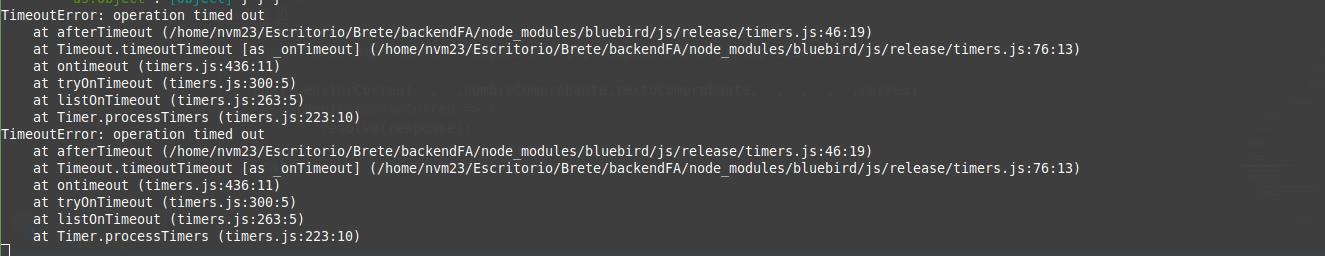 as:object : [Object] } } }
TimeoutError: operation timed out
    at afterTimeout (/home/nvm23/Escritorio/Brete/backendFA/node_modules/bluebird/js/release/timers.js:46:19)
    at Timeout.timeoutTimeout [as _onTimeout] (/home/nvm23/Escritorio/Brete/backendFA/node_modules/bluebird/js/release/timers.js:76:13)
    at ontimeout (timers.js:436:11)
    at tryOnTimeout (timers.js:300:5)
    at listOnTimeout (timers.js:263:5)
    at Timer.processTimers (timers.js:223:10)
TimeoutError: operation timed out
    at afterTimeout (/home/nvm23/Escritorio/Brete/backendFA/node_modules/bluebird/js/release/timers.js:46:19)
    at Timeout.timeoutTimeout [as _onTimeout] (/home/nvm23/Escritorio/Brete/backendFA/node_modules/bluebird/js/release/timers.js:76:13)
    at ontimeout (timers.js:436:11)
    at tryOnTimeout (timers.js:300:5)
    at listOnTimeout (timers.js:263:5)
    at Timer.processTimers (timers.js:223:10)